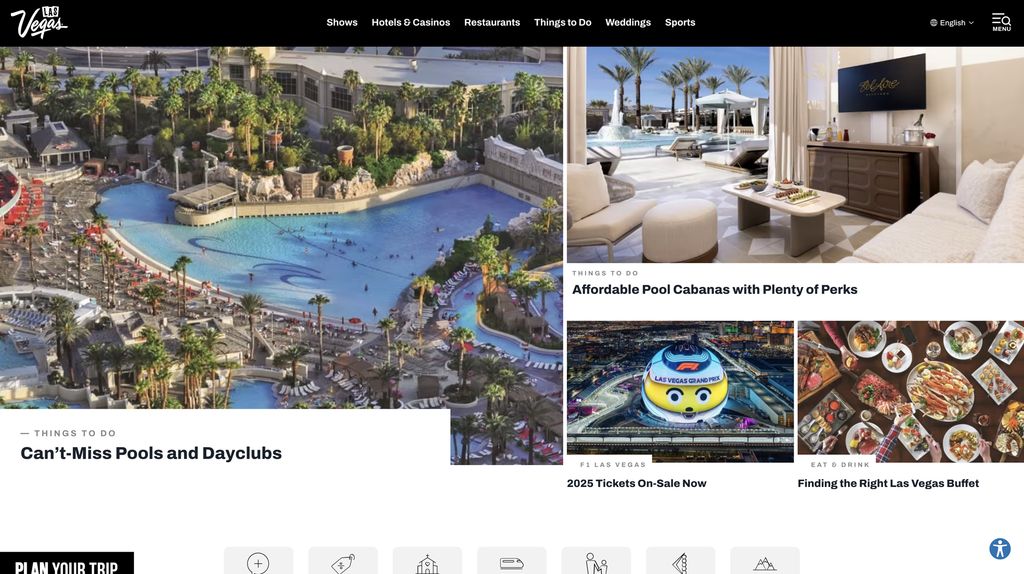 LAS
Vegas
Shows
Hotels & Casinos
Restaurants
Things to Do
Weddings
Sports
English
MENU
THINGS TO DO
Affordable Pool Cabanas with Plenty of Perks
F1
LAS VEGAS GRAND PRIX
— THINGS TO DO
Can’t-Miss Pools and Dayclubs
F1 LAS VEGAS
2025 Tickets On-Sale Now
EAT & DRINK
Finding the Right Las Vegas Buffet
PLAN YOUR TRIP